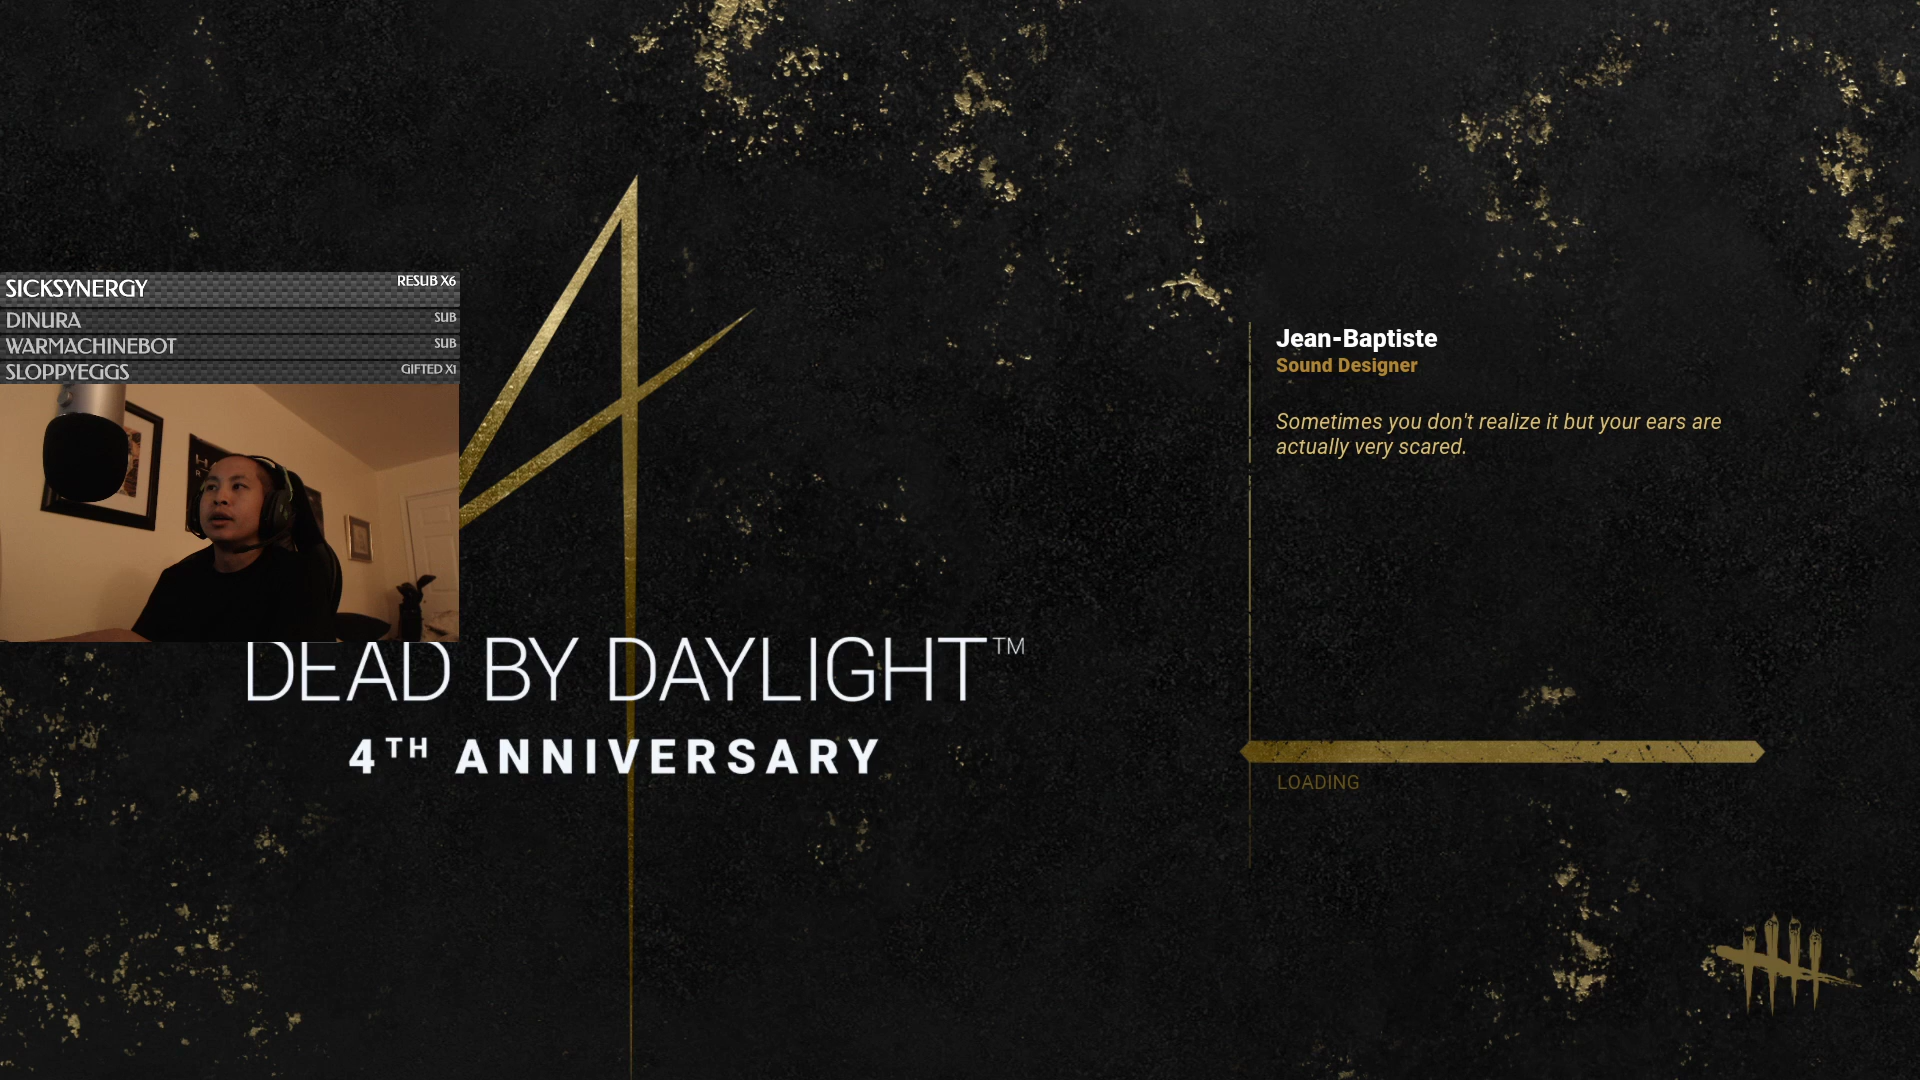 SICKSYNERGY RESUB X6
DINURA SUB
WARMACHINEBOT SUB
SLOPPYEGGS GIFTED X1
DEAD BY DAYLIGHT™
4TH ANNIVERSARY
Jean-Baptiste
Sound Designer
Sometimes you don't realize it but your ears are
actually very scared.
LOADING